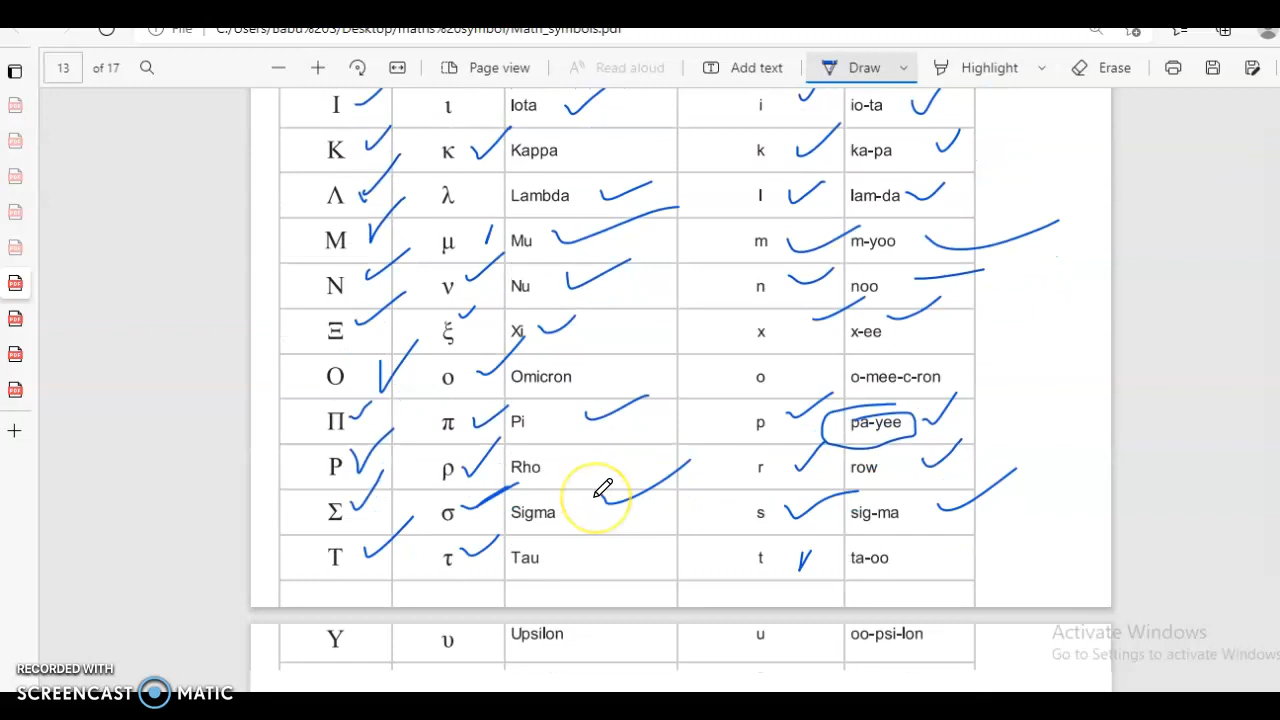 File C:/Users/Babu%20S/Desktop/maths%20symbol/Math_symbols.pdf
13 of 17 Page view Read aloud Add text Draw Highlight Erase
Ι ι Iota i io-ta
Κ κ Kappa k ka-pa
Λ λ Lambda l lam-da
Μ μ Mu m m-yoo
Ν ν Nu n noo
Ξ ξ Xi x x-ee
Ο ο Omicron o o-mee-c-ron
Π π Pi p pa-yee
Ρ ρ Rho r row
Σ σ Sigma s sig-ma
Τ τ Tau t ta-oo
Υ υ Upsilon u oo-psi-lon
Activate Windows
Go to Settings to activate Windows
RECORDED WITH
SCREENCAST MATIC